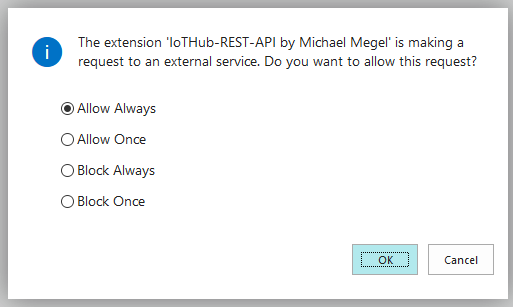 The extension 'IoTHub-REST-API by Michael Megel' is making a
request to an external service. Do you want to allow this request?
Allow Always
Allow Once
Block Always
Block Once
OK
Cancel